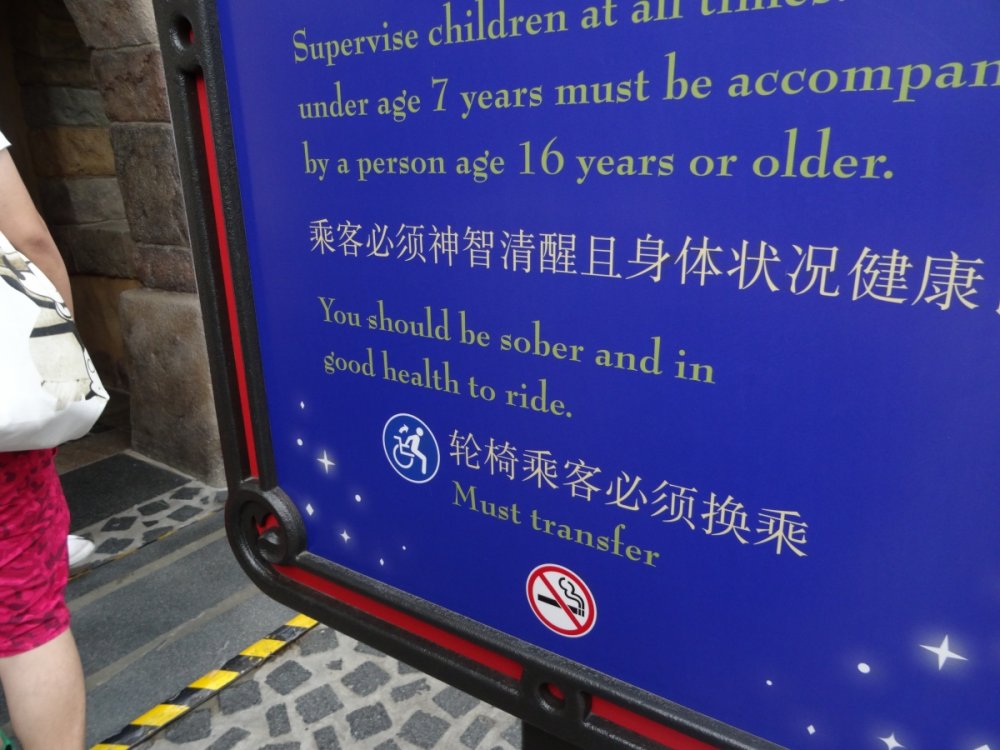 Supervise children at all times.
under age 7 years must be accompan
by a person age 16 years or older.
乘客必须神智清醒且身体状况健康
You should be sober and in
good health to ride.
轮椅乘客必须换乘
Must transfer